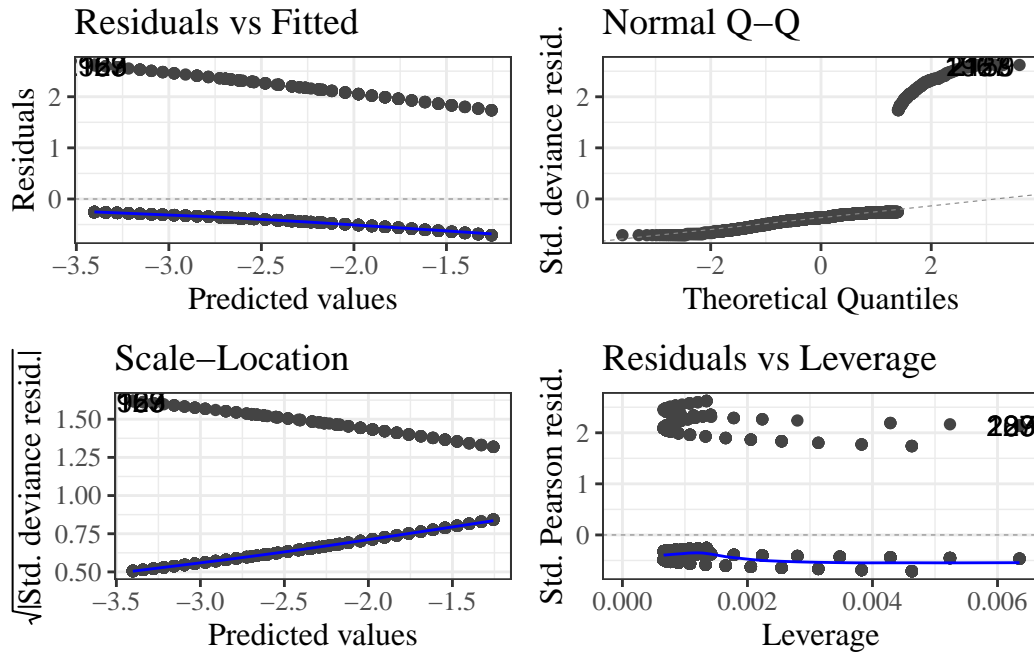 Residuals vs Fitted
Residuals
2
1
0
−3.5 −3.0 −2.5 −2.0 −1.5
Predicted values
Normal Q−Q
Std. deviance resid.
2
1
0
−2 0 2
Theoretical Quantiles
Scale−Location
√|Std. deviance resid.|
1.50
1.25
1.00
0.75
0.50
−3.5 −3.0 −2.5 −2.0 −1.5
Predicted values
Residuals vs Leverage
Std. Pearson resid.
2
1
0
0.000 0.002 0.004 0.006
Leverage